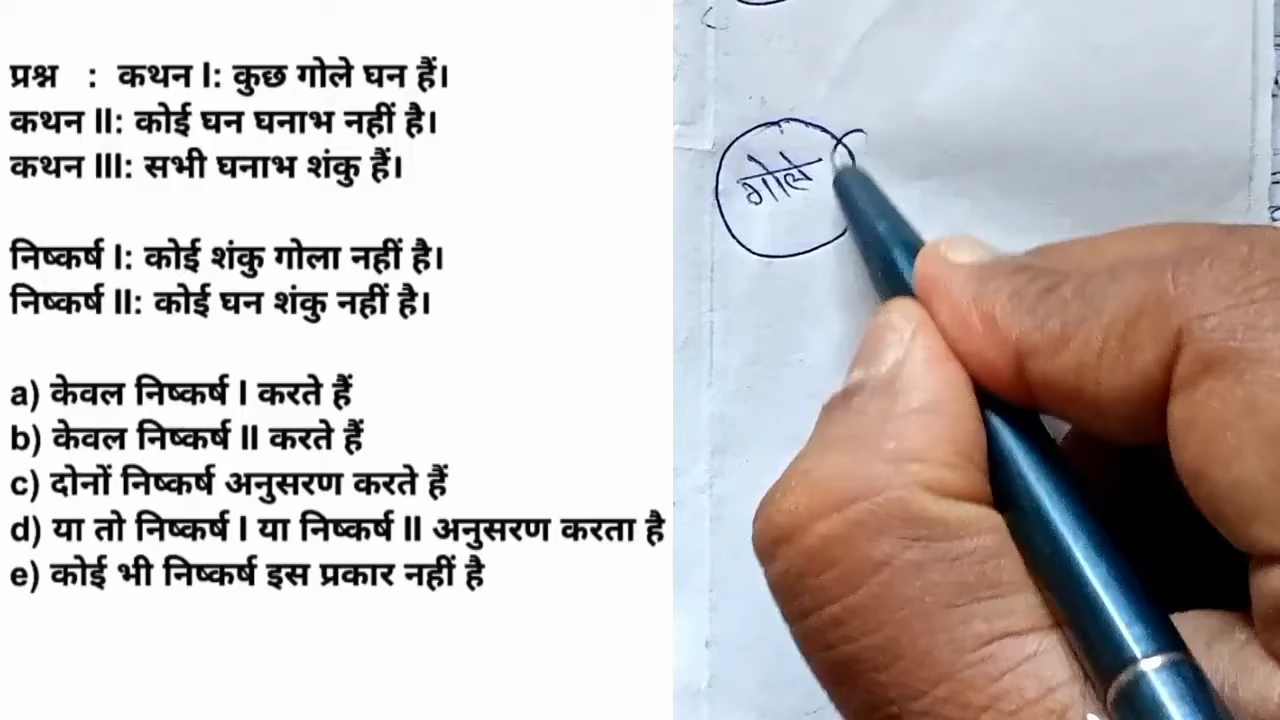 प्रश्न : कथन I: कुछ गोले घन हैं।
कथन II: कोई घन घनाभ नहीं है।
कथन III: सभी घनाभ शंकु हैं।
निष्कर्ष I: कोई शंकु गोला नहीं है।
निष्कर्ष II: कोई घन शंकु नहीं है।
a) केवल निष्कर्ष I करते हैं
b) केवल निष्कर्ष II करते हैं
c) दोनों निष्कर्ष अनुसरण करते हैं
d) या तो निष्कर्ष I या निष्कर्ष II अनुसरण करता है
e) कोई भी निष्कर्ष इस प्रकार नहीं है
गोले